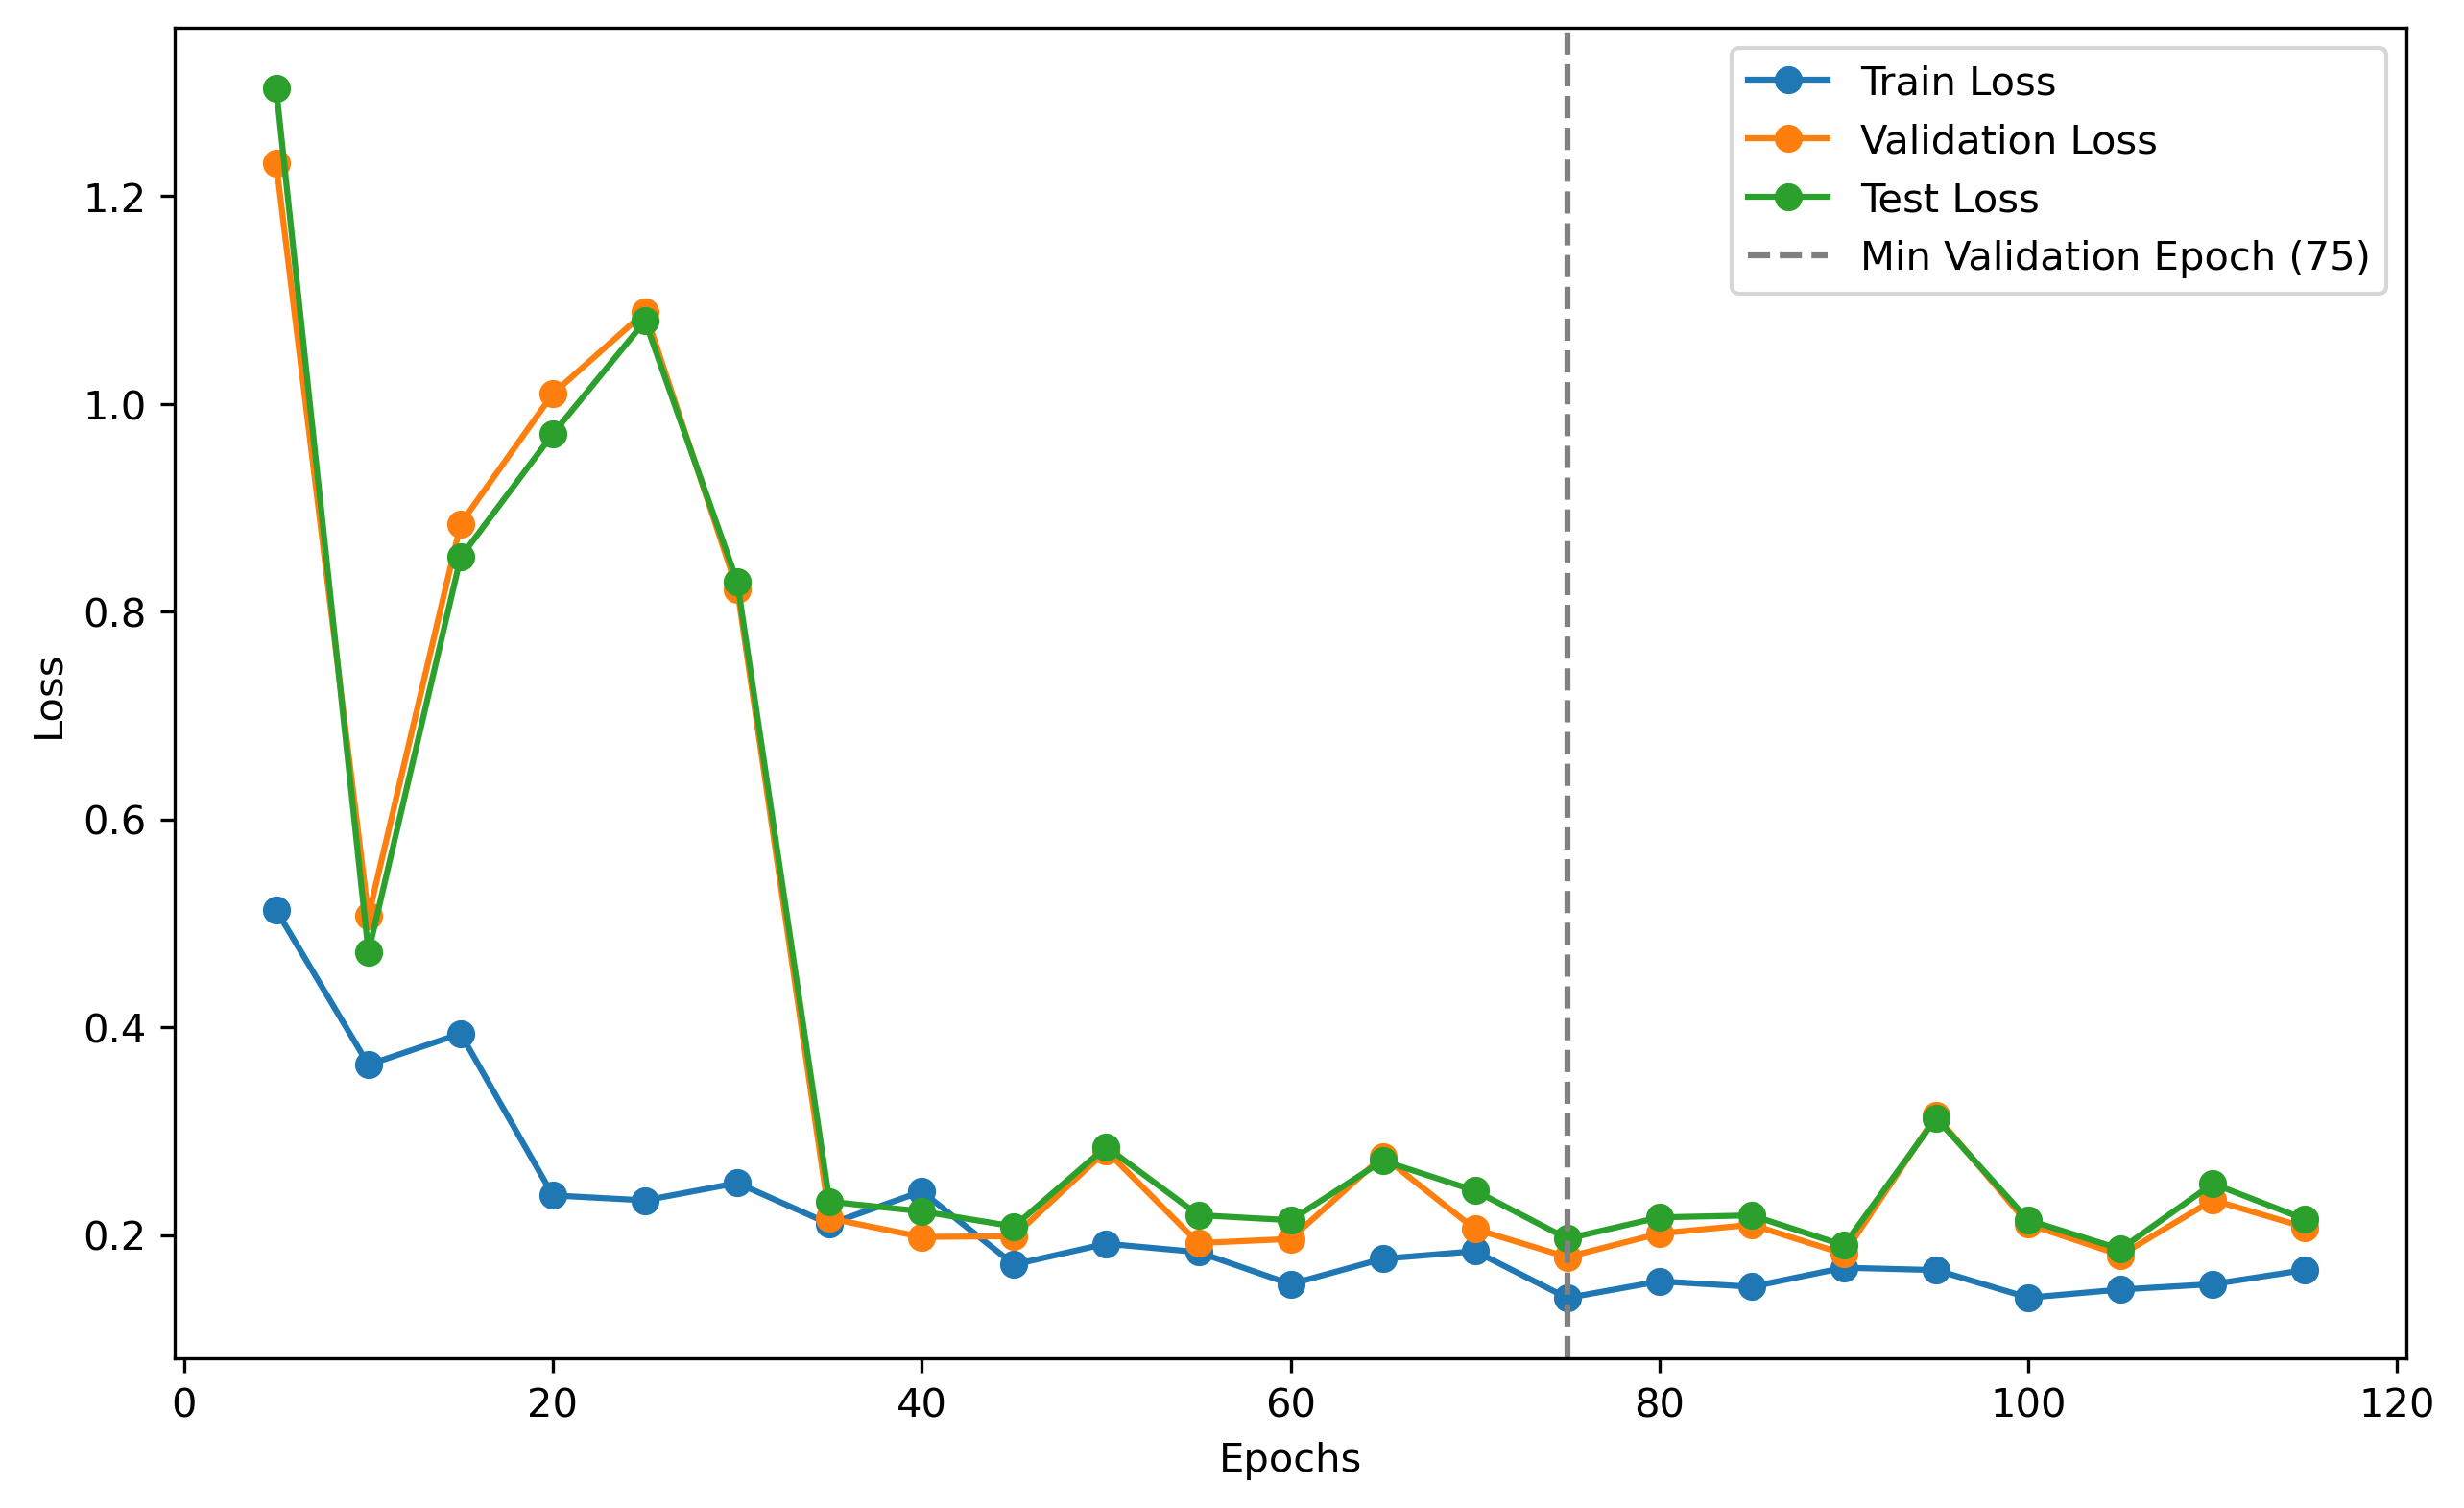 Train Loss
Validation Loss
Test Loss
Min Validation Epoch (75)
1.2
1.0
0.8
0.6
0.4
0.2
Loss
0 20 40 60 80 100 120
Epochs